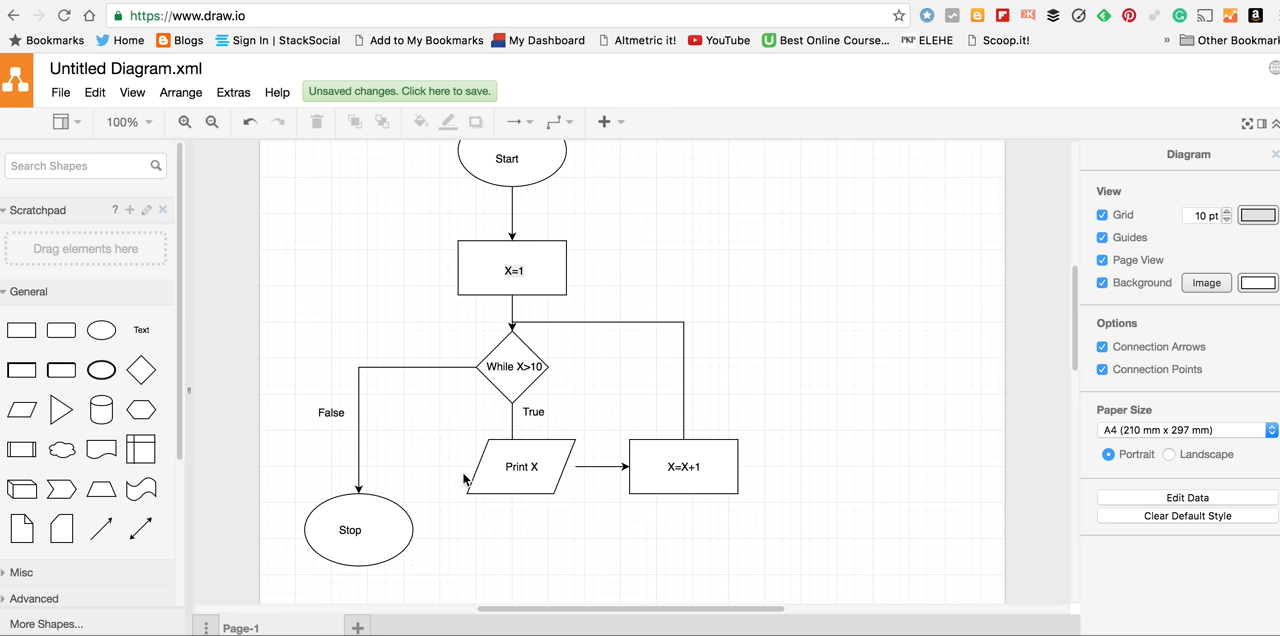 https://www.draw.io
Bookmarks Home Blogs Sign In | StackSocial Add to My Bookmarks My Dashboard Altmetric it! YouTube Best Online Course... PKP ELEHE Scoop.it! » Other Bookmar
Untitled Diagram.xml
File Edit View Arrange Extras Help Unsaved changes. Click here to save.
100%
Search Shapes
Scratchpad ?
Drag elements here
General
Text
Misc
Advanced
More Shapes...
Start
X=1
While X>10
False
True
Print X
X=X+1
Stop
Page-1
Diagram
View
Grid 10 pt
Guides
Page View
Background Image
Options
Connection Arrows
Connection Points
Paper Size
A4 (210 mm x 297 mm)
Portrait Landscape
Edit Data
Clear Default Style